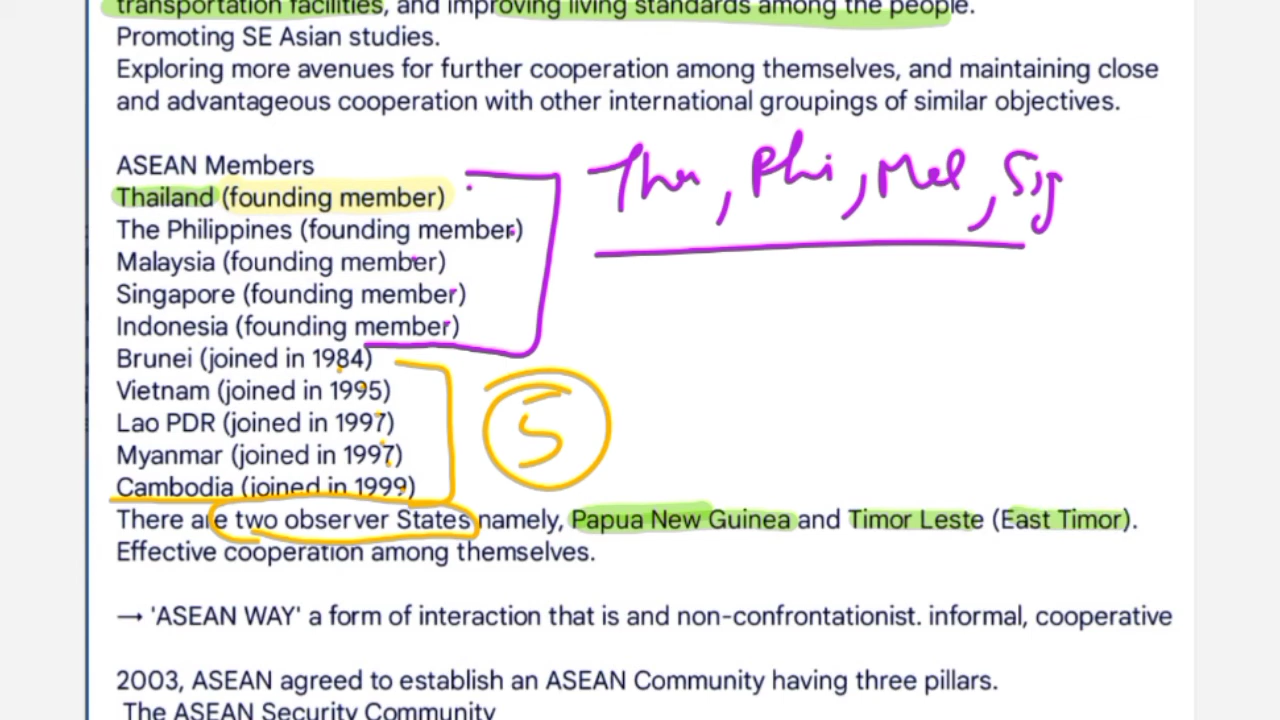 transportation facilities, and improving living standards among the people.
Promoting SE Asian studies.
Exploring more avenues for further cooperation among themselves, and maintaining close
and advantageous cooperation with other international groupings of similar objectives.
ASEAN Members
Thailand (founding member)
The Philippines (founding member)
Malaysia (founding member)
Singapore (founding member)
Indonesia (founding member)
Brunei (joined in 1984)
Vietnam (joined in 1995)
Lao PDR (joined in 1997)
Myanmar (joined in 1997)
Cambodia (joined in 1999)
Phi
5
There are two observer States namely, Papua New Guinea and Timor Leste (East Timor).
Effective cooperation among themselves.
→ 'ASEAN WAY' a form of interaction that is and non-confrontationist. informal, cooperative
2003, ASEAN agreed to establish an ASEAN Community having three pillars.
The ASEAN Security Community